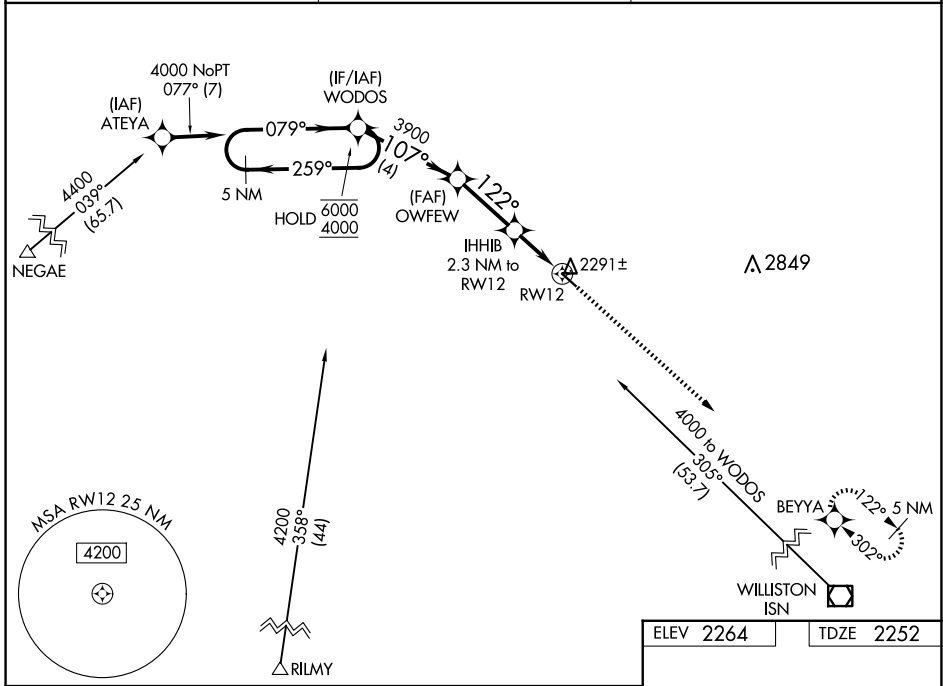 4000 NoPT
077° (7)
(IAF)
ATEYA
(IF/IAF)
WODOS
079°
259°
5 NM
HOLD
6000
4000
3900
107°
(4)
(FAF)
OWFEW
122°
IHHIB
2.3 NM to
RW12
RW12
2291±
2849
4400
039°
(65.7)
NEGAE
4200
358°
(44)
RILMY
4000 to WODOS
305°
(53.7)
BEYYA
122°
5 NM
302°
WILLISTON
ISN
MSA RW12 25 NM
4200
ELEV 2264
TDZE 2252